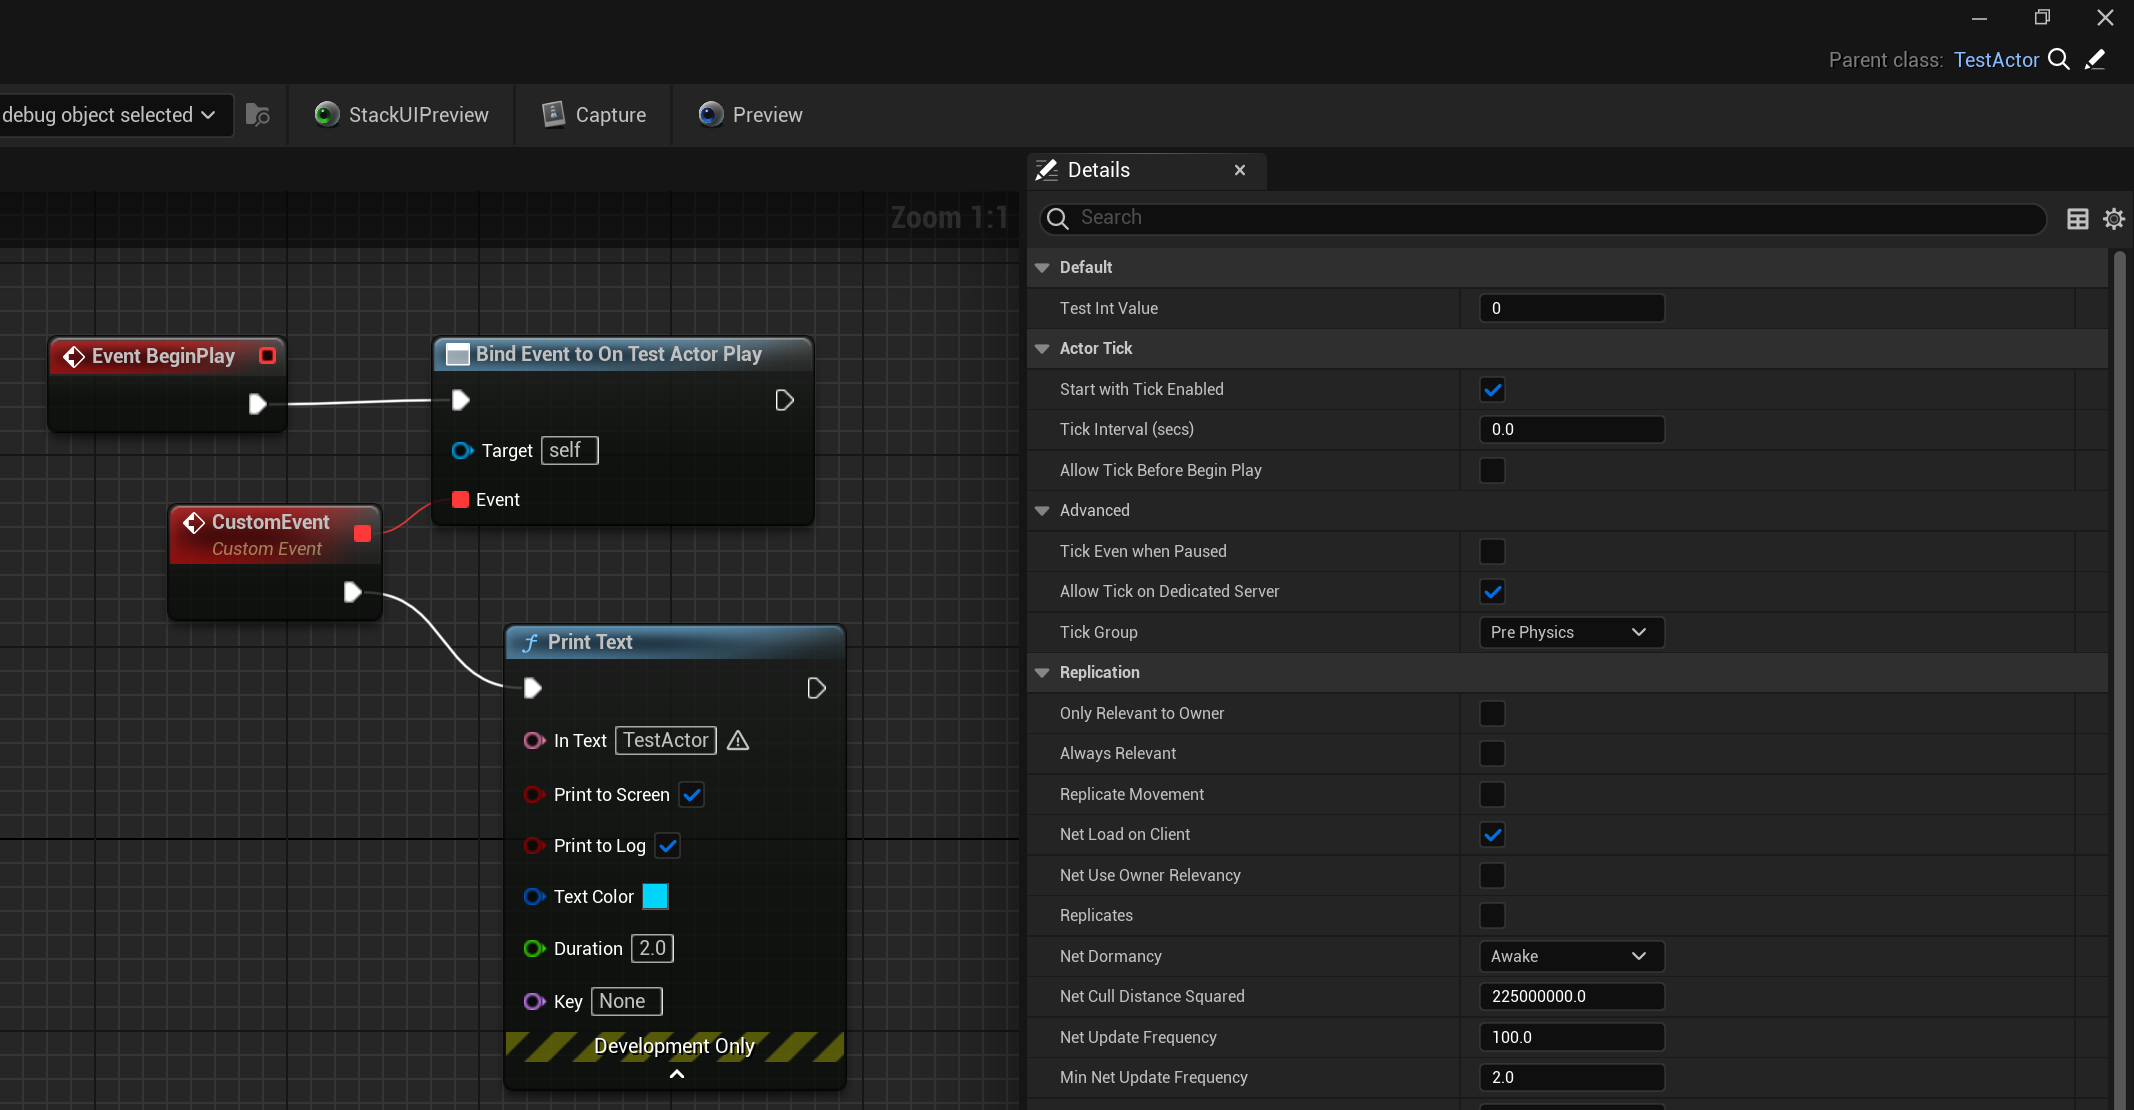 Parent class: TestActor
debug object selected
StackUIPreview
Capture
Preview
Zoom 1:1
Event BeginPlay
Bind Event to On Test Actor Play
Target self
Event
CustomEvent
Custom Event
Print Text
In Text TestActor
Print to Screen
Print to Log
Text Color
Duration 2.0
Key None
Development Only
Details
Search
Default
Test Int Value 0
Actor Tick
Start with Tick Enabled
Tick Interval (secs) 0.0
Allow Tick Before Begin Play
Advanced
Tick Even when Paused
Allow Tick on Dedicated Server
Tick Group Pre Physics
Replication
Only Relevant to Owner
Always Relevant
Replicate Movement
Net Load on Client
Net Use Owner Relevancy
Replicates
Net Dormancy Awake
Net Cull Distance Squared 225000000.0
Net Update Frequency 100.0
Min Net Update Frequency 2.0